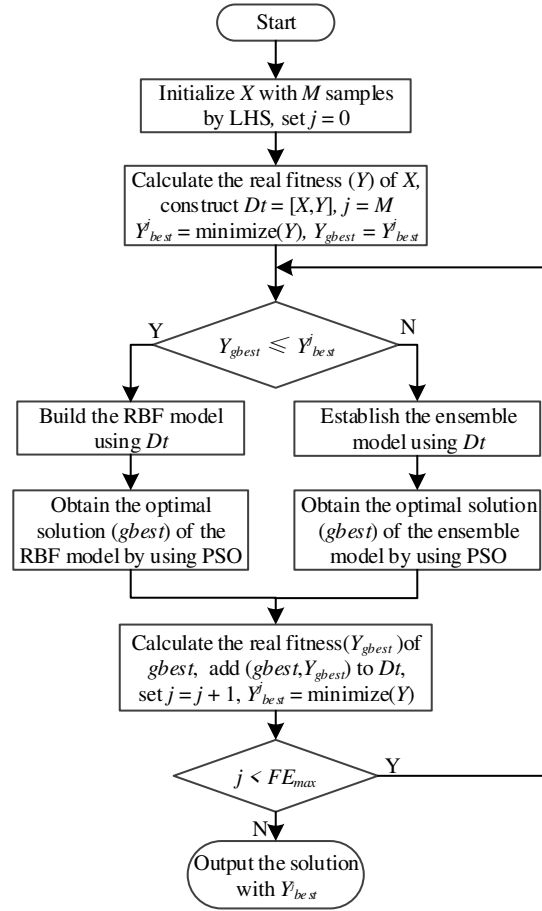 Start
Initialize X with M samples
by LHS, set j = 0
Calculate the real fitness (Y) of X,
construct Dt = [X,Y], j = M
Y^j_best = minimize(Y), Y_gbest = Y^j_best
Y
N
Y_gbest ⩽ Y^j_best
Build the RBF model
using Dt
Establish the ensemble
model using Dt
Obtain the optimal
solution (gbest) of the
RBF model by using PSO
Obtain the optimal solution
(gbest) of the ensemble
model by using PSO
Calculate the real fitness(Y_gbest)of
gbest, add (gbest,Y_gbest) to Dt,
set j = j + 1, Y^j_best = minimize(Y)
j < FE_max
Y
N
Output the solution
with Y^j_best